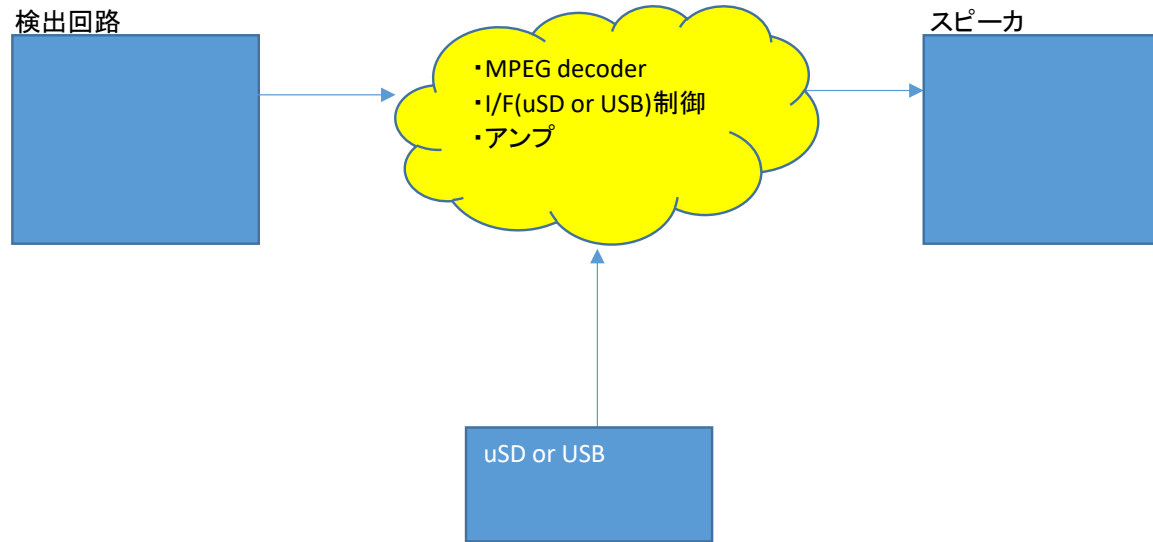 検出回路
スピーカ
・MPEG decoder
・I/F(uSD or USB)制御
・アンプ
uSD or USB